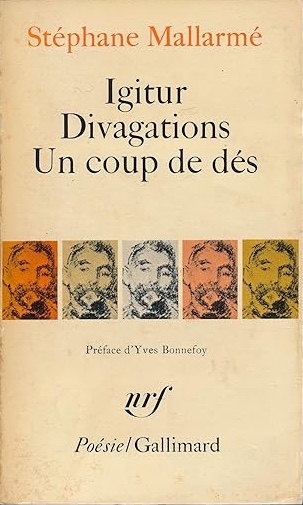 Stéphane Mallarmé
Igitur
Divagations
Un coup de dés
Préface d'Yves Bonnefoy
nrf
Poésie/Gallimard